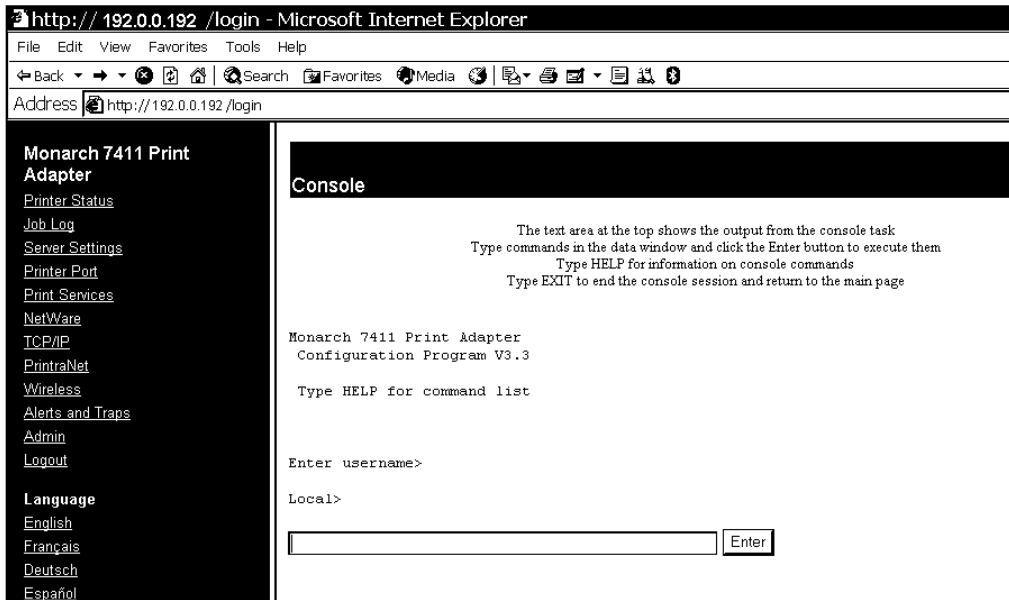 http:// 192.0.0.192 /login - Microsoft Internet Explorer
File Edit View Favorites Tools Help
Back Search Favorites Media
Address http://192.0.0.192/login
Monarch 7411 Print
Adapter
Printer Status
Job Log
Server Settings
Printer Port
Print Services
NetWare
TCP/IP
PrintraNet
Wireless
Alerts and Traps
Admin
Logout
Language
English
Français
Deutsch
Español
Console
The text area at the top shows the output from the console task
Type commands in the data window and click the Enter button to execute them
Type HELP for information on console commands
Type EXIT to end the console session and return to the main page
Monarch 7411 Print Adapter
Configuration Program V3.3
Type HELP for command list
Enter username>
Local>
Enter